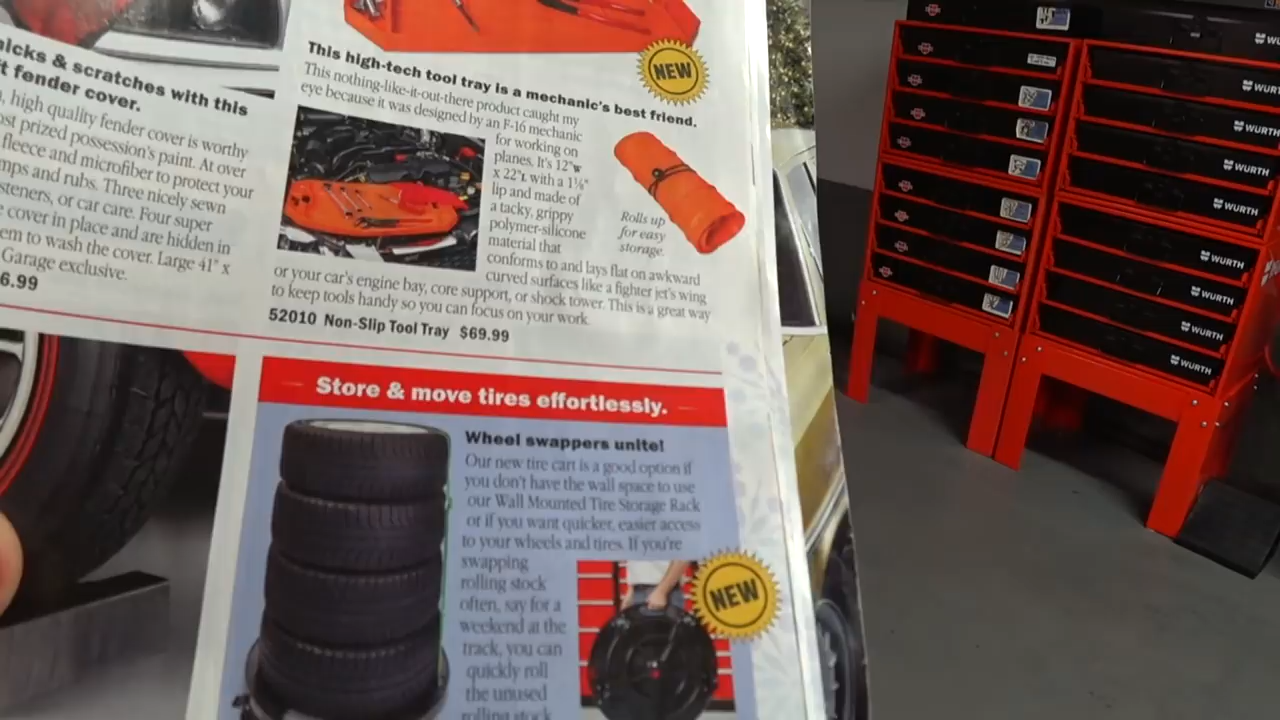 icks & scratches with this
t fender cover.
, high quality fender cover is worthy
ost prized possession's paint. At over
fleece and microfiber to protect your
mps and rubs. Three nicely sewn
steners, or car care. Four super
e cover in place and are hidden in
em to wash the cover. Large 41" x
Garage exclusive.
6.99
This high-tech tool tray is a mechanic's best friend.
This nothing-like-it-out-there product caught my
eye because it was designed by an F-16 mechanic
for working on
planes. It's 12"w
x 22"L with a 1⅛"
lip and made of
a tacky, grippy
polymer-silicone
material that
conforms to and lays flat on awkward
curved surfaces like a fighter jet's wing
or your car's engine bay, core support, or shock tower. This is a great way
to keep tools handy so you can focus on your work.
52010 Non-Slip Tool Tray $69.99
NEW
Rolls up
for easy
storage.
Store & move tires effortlessly.
Wheel swappers unite!
Our new tire cart is a good option if
you don't have the wall space to use
our Wall Mounted Tire Storage Rack
or if you want quicker, easier access
to your wheels and tires. If you're
swapping
rolling stock
often, say for a
weekend at the
track, you can
quickly roll
the unused
rolling stock
NEW
WÜ
WURT
WURTH
WURTH
WURTH
WURTH
WURTH
WURTH
WURTH